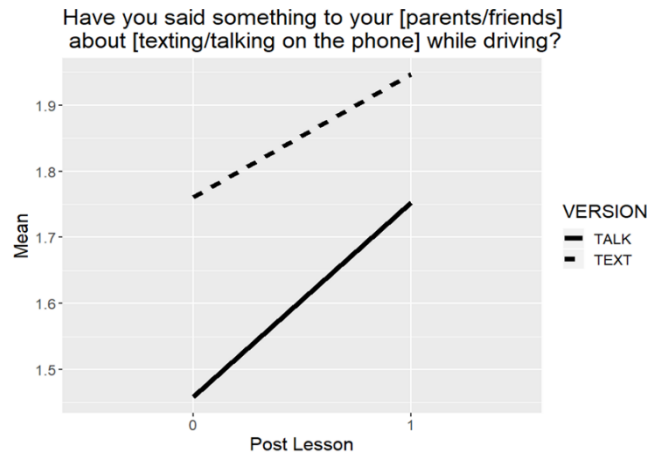 Have you said something to your [parents/friends]
about [texting/talking on the phone] while driving?
Mean
1.9
1.8
1.7
1.6
1.5
0
1
Post Lesson
VERSION
TALK
TEXT